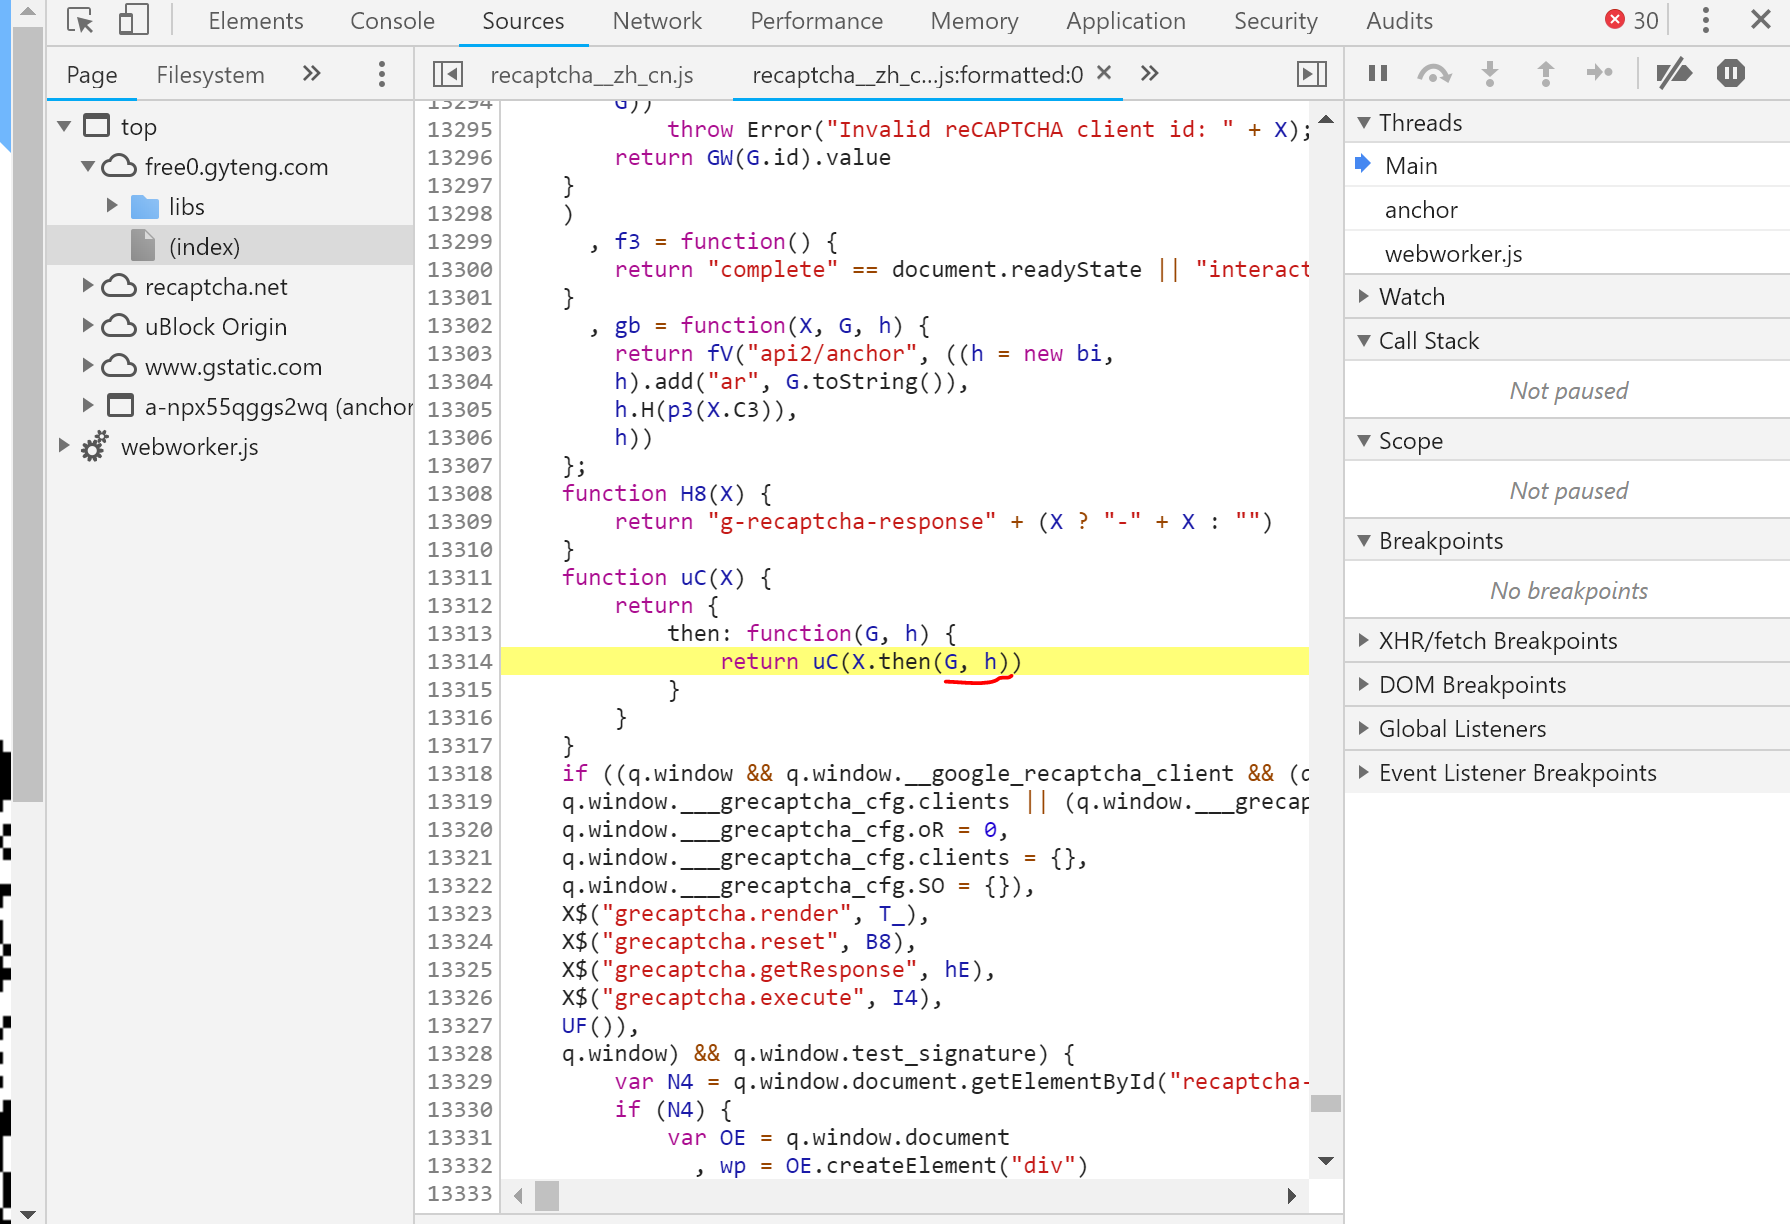 Elements Console Sources Network Performance Memory Application Security Audits 30
Page Filesystem
recaptcha__zh_cn.js recaptcha__zh_c…js:formatted:0
top
free0.gyteng.com
libs
(index)
recaptcha.net
uBlock Origin
www.gstatic.com
a-npx55qggs2wq (anchor
webworker.js
13294 G))
13295 throw Error("Invalid reCAPTCHA client id: " + X);
13296 return GW(G.id).value
13297 }
13298 )
13299 , f3 = function() {
13300 return "complete" == document.readyState || "interact
13301 }
13302 , gb = function(X, G, h) {
13303 return fV("api2/anchor", ((h = new bi,
13304 h).add("ar", G.toString()),
13305 h.H(p3(X.C3)),
13306 h))
13307 };
13308 function H8(X) {
13309 return "g-recaptcha-response" + (X ? "-" + X : "")
13310 }
13311 function uC(X) {
13312 return {
13313 then: function(G, h) {
13314 return uC(X.then(G, h))
13315 }
13316 }
13317 }
13318 if ((q.window && q.window.__google_recaptcha_client && (
13319 q.window.___grecaptcha_cfg.clients || (q.window.___grecap
13320 q.window.___grecaptcha_cfg.oR = 0,
13321 q.window.___grecaptcha_cfg.clients = {},
13322 q.window.___grecaptcha_cfg.SO = {}),
13323 X$("grecaptcha.render", T_),
13324 X$("grecaptcha.reset", B8),
13325 X$("grecaptcha.getResponse", hE),
13326 X$("grecaptcha.execute", I4),
13327 UF()),
13328 q.window) && q.window.test_signature) {
13329 var N4 = q.window.document.getElementById("recaptcha-
13330 if (N4) {
13331 var OE = q.window.document
13332 , wp = OE.createElement("div")
13333
Threads
Main
anchor
webworker.js
Watch
Call Stack
Not paused
Scope
Not paused
Breakpoints
No breakpoints
XHR/fetch Breakpoints
DOM Breakpoints
Global Listeners
Event Listener Breakpoints